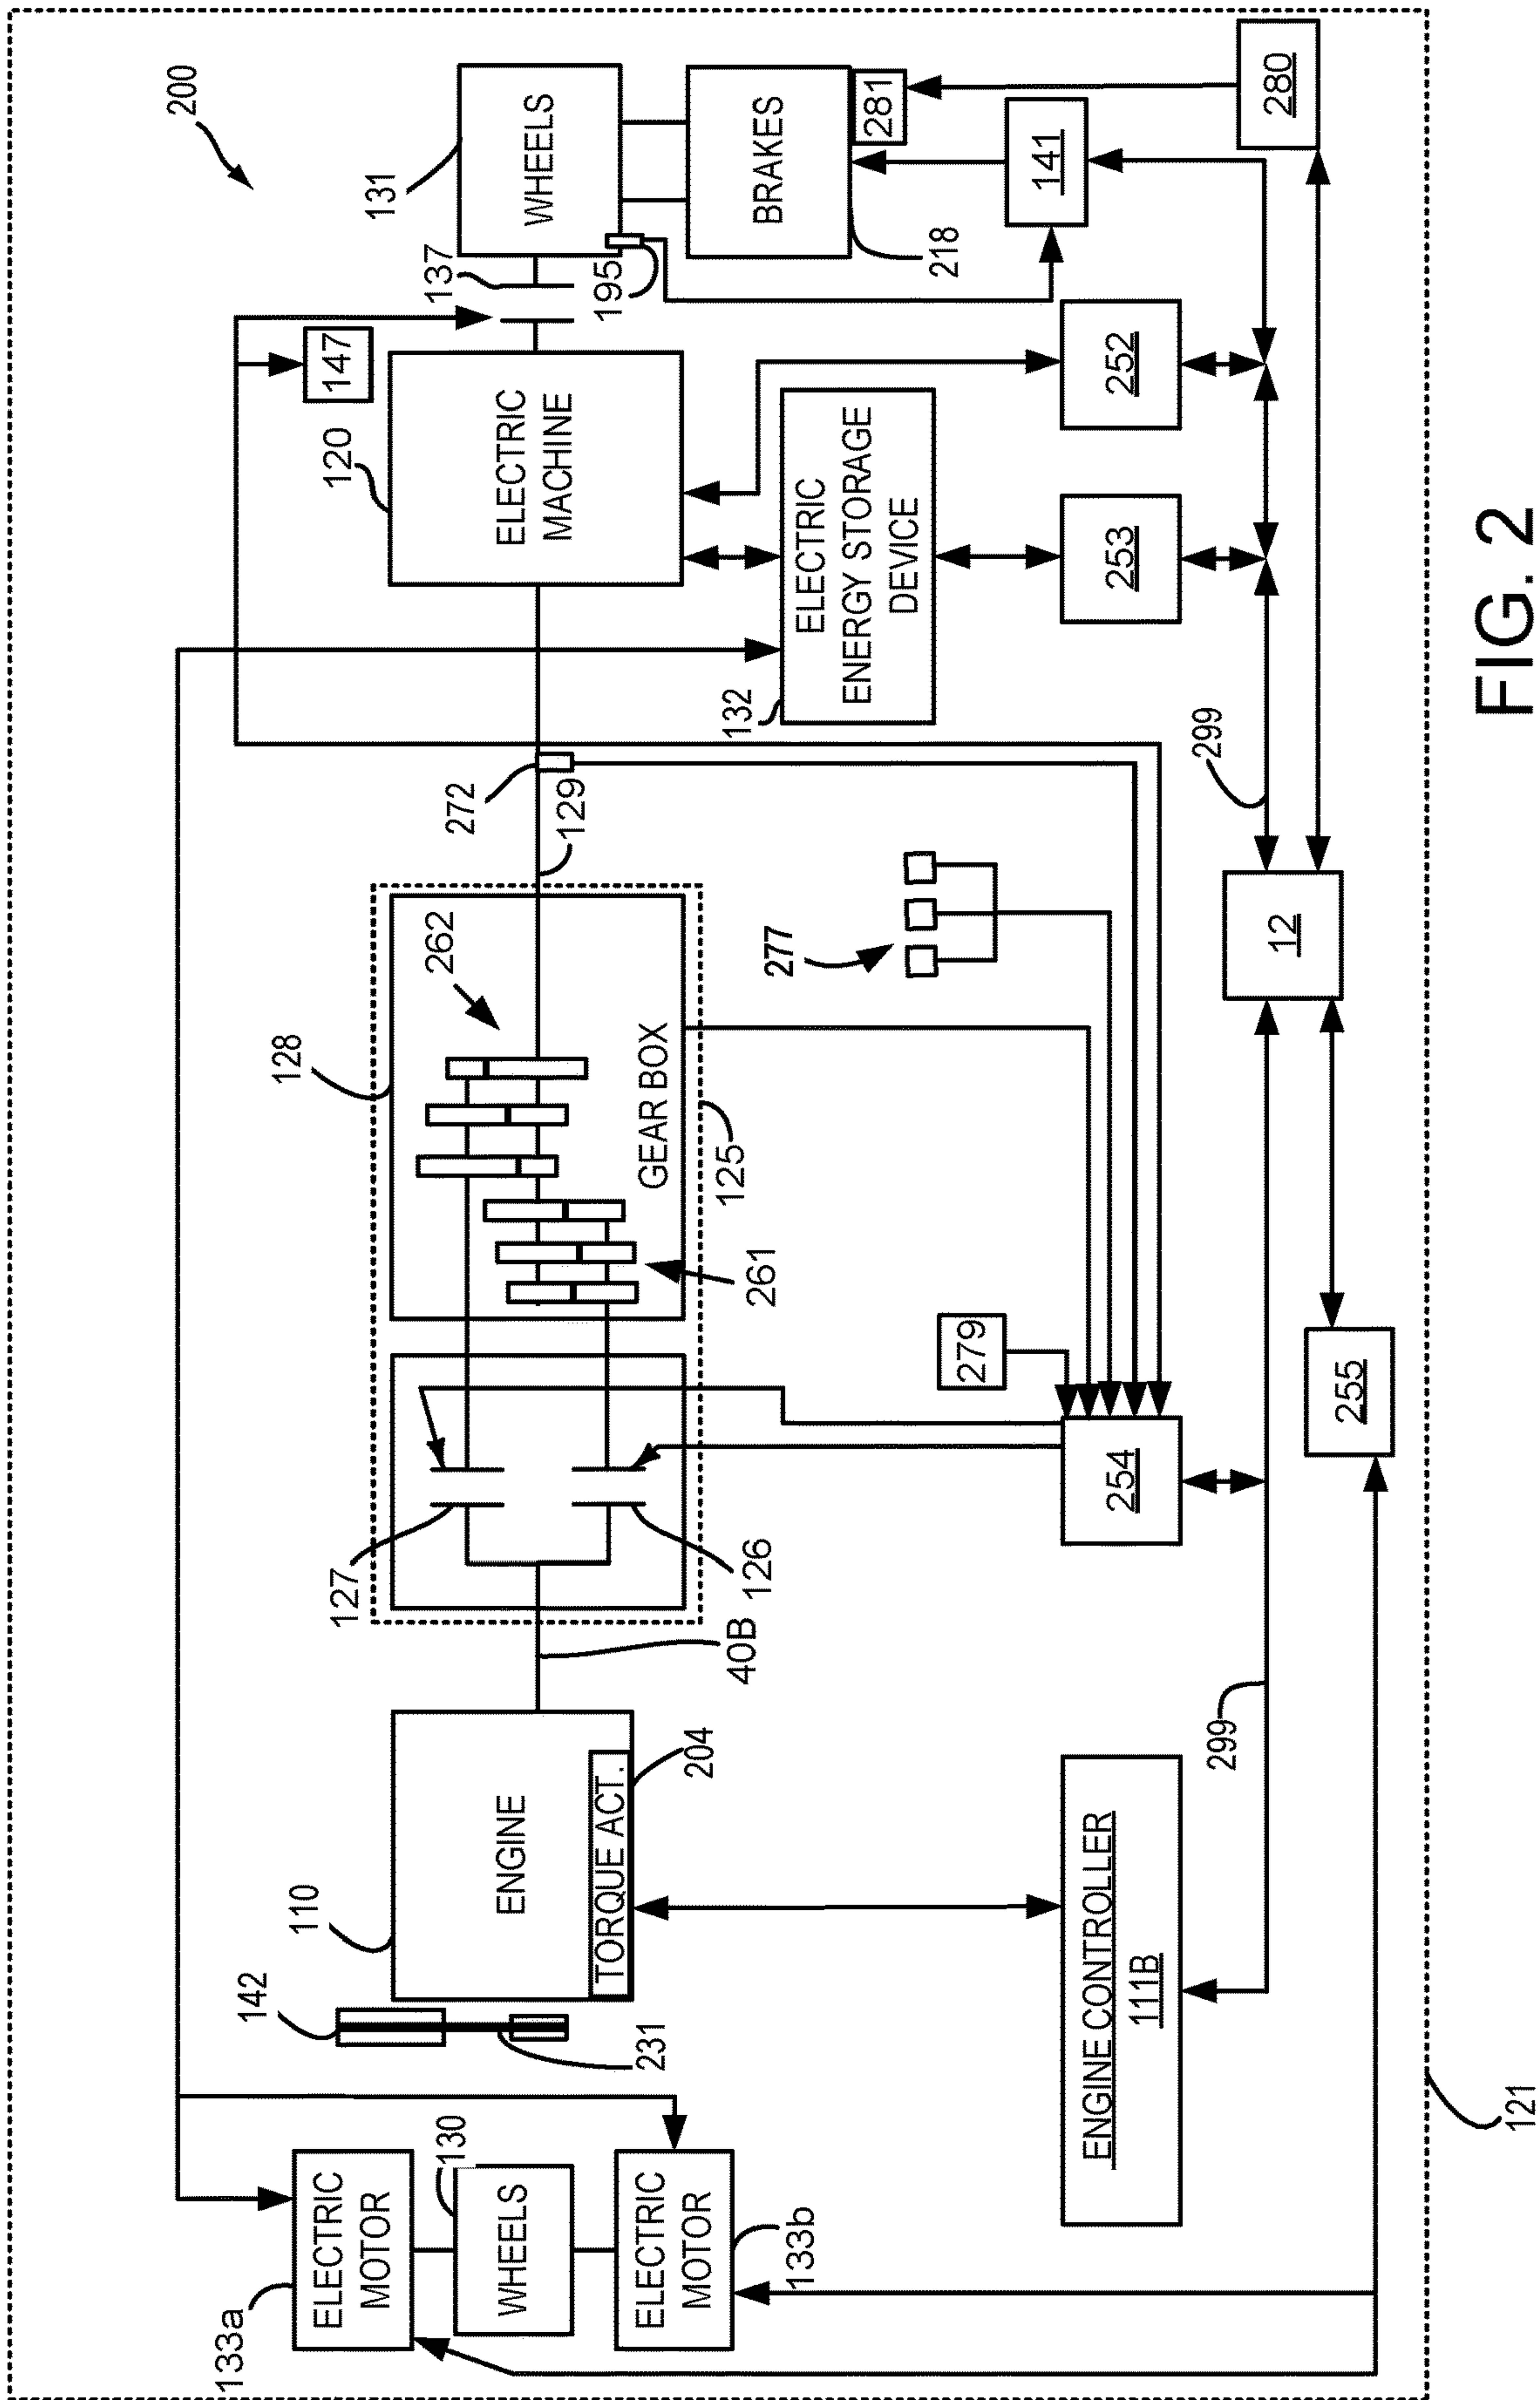 200
133a
ELECTRIC
MOTOR
130
WHEELS
ELECTRIC
MOTOR
133b
142
231
110
ENGINE
TORQUE ACT.
204
40B
127
126
128
262
GEAR BOX
261
125
272
129
120
ELECTRIC
MACHINE
147
137
131
WHEELS
195
BRAKES
218
281
132
ELECTRIC
ENERGY STORAGE
DEVICE
277
279
ENGINE CONTROLLER
111B
254
253
252
141
280
299
299
12
255
121
FIG. 2